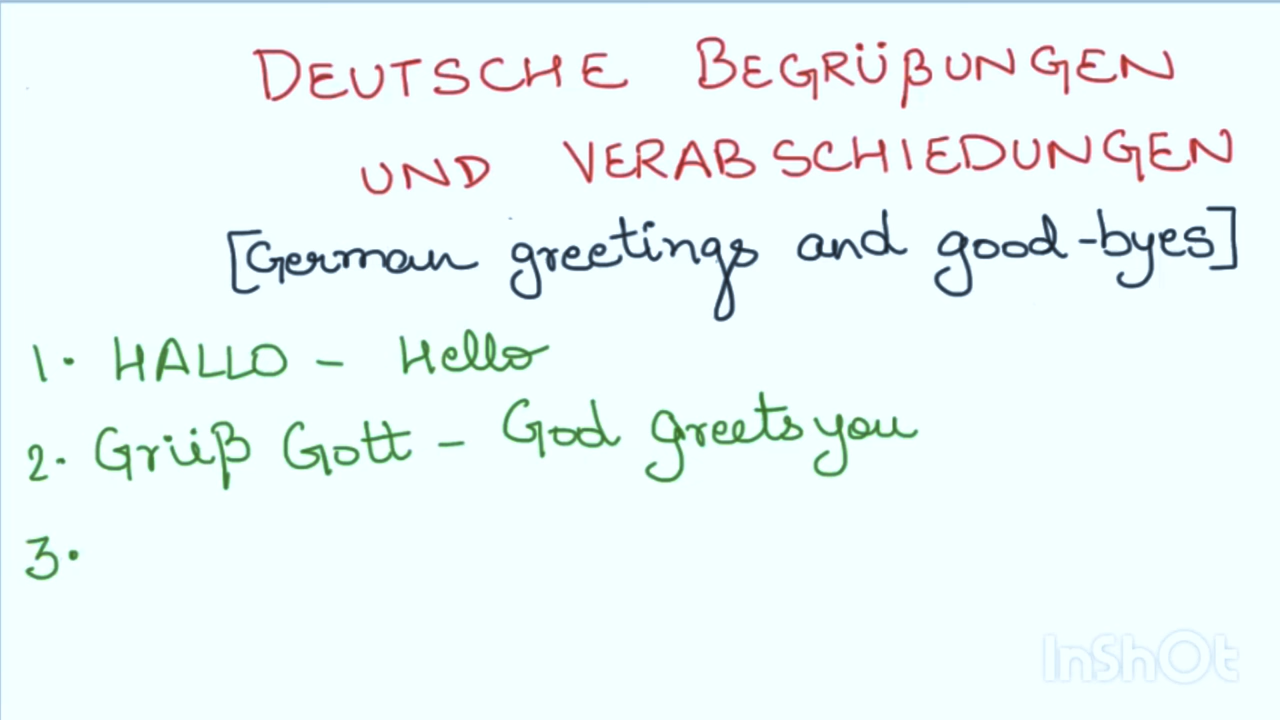 DEUTSCHE BEGRÜßUNGEN
UND VERABSCHIEDUNGEN
[German greetings and good-byes]
1. HALLO - Hello
2. Grüß Gott - God greets you
3.
InShOt